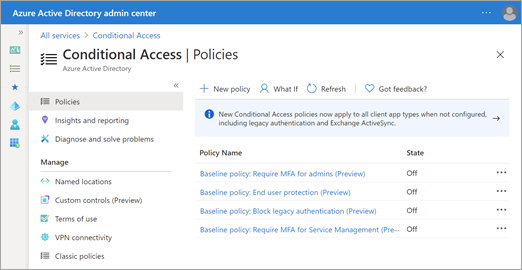 Azure Active Directory admin center
All services > Conditional Access >
Conditional Access | Policies
Azure Active Directory
Policies
Insights and reporting
Diagnose and solve problems
Manage
Named locations
Custom controls (Preview)
Terms of use
VPN connectivity
Classic policies
New policy What If Refresh Got feedback?
New Conditional Access policies now apply to all client app types when not configured,
including legacy authentication and Exchange ActiveSync.
Policy Name State
Baseline policy: Require MFA for admins (Preview) Off
Baseline policy: End user protection (Preview) Off
Baseline policy: Block legacy authentication (Preview) Off
Baseline policy: Require MFA for Service Management (Pre... Off